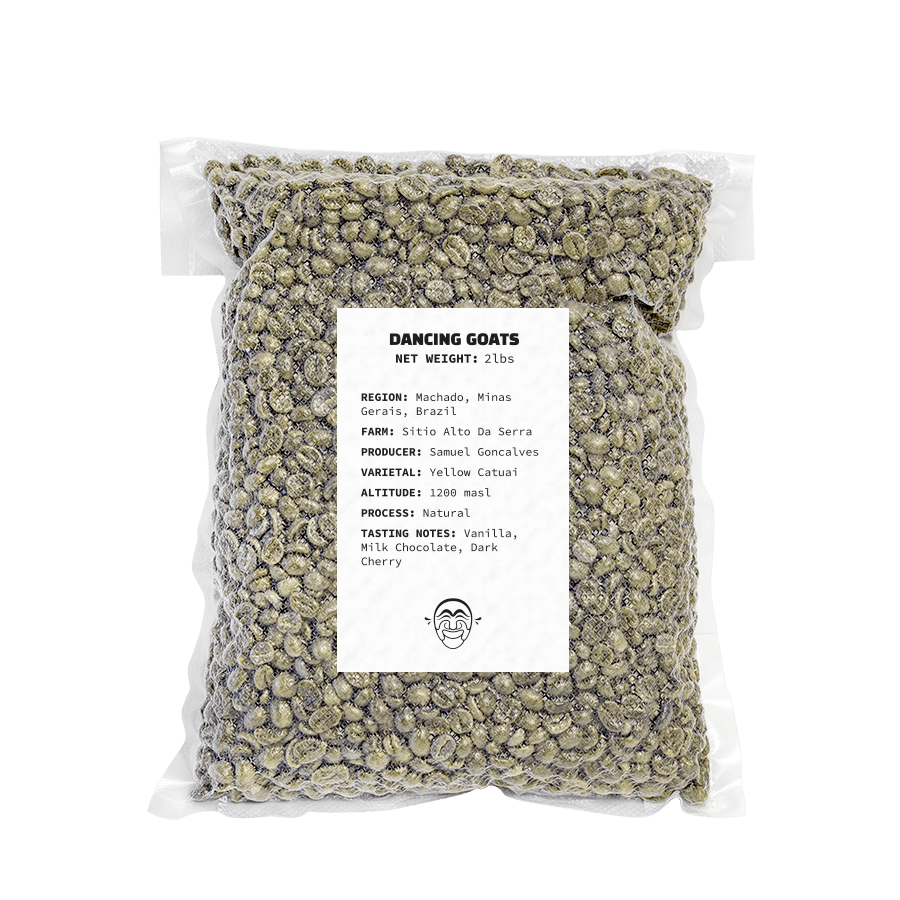 DANCING GOATS
NET WEIGHT: 2lbs
REGION: Machado, Minas
Gerais, Brazil
FARM: Sitio Alto Da Serra
PRODUCER: Samuel Goncalves
VARIETAL: Yellow Catuai
ALTITUDE: 1200 masl
PROCESS: Natural
TASTING NOTES: Vanilla,
Milk Chocolate, Dark
Cherry